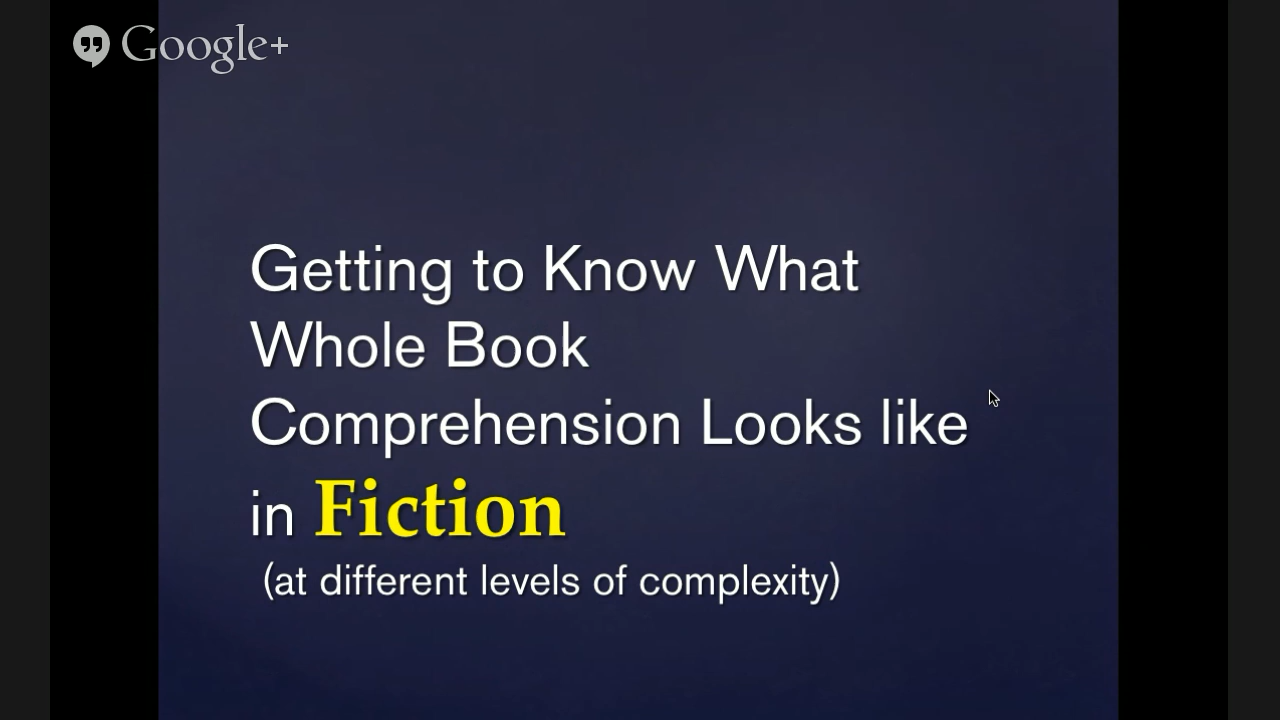 Google+
Getting to Know What
Whole Book
Comprehension Looks like
in Fiction
(at different levels of complexity)